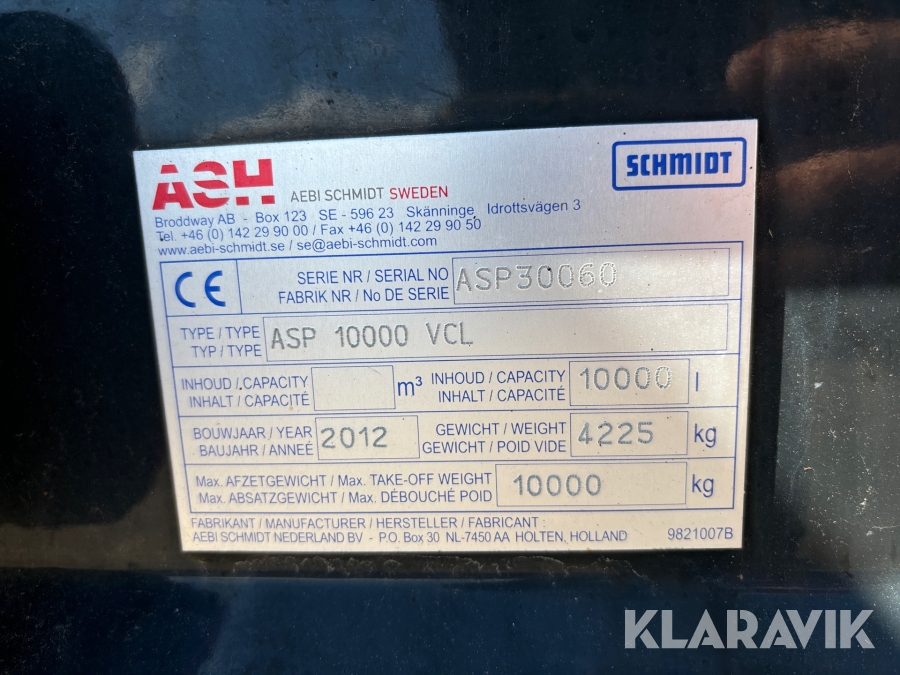 ASH AEBI SCHMIDT SWEDEN
SCHMIDT
Broddway AB - Box 123 SE - 596 23 Skänninge, Idrottsvägen 3
Tel. +46 (0) 142 29 90 00 / Fax +46 (0) 142 29 90 50
www.aebi-schmidt.se / se@aebi-schmidt.com
CE
SERIE NR / SERIAL NO
FABRIK NR / No DE SERIE
ASP30060
TYPE / TYPE
TYP / TYPE
ASP 10000 VCL
INHOUD / CAPACITY
INHALT / CAPACITÉ
m³
INHOUD / CAPACITY
INHALT / CAPACITÉ
10000 l
BOUWJAAR / YEAR
BAUJAHR / ANNEÉ
2012
GEWICHT / WEIGHT
GEWICHT / POID VIDE
4225 kg
Max. AFZETGEWICHT / Max. TAKE-OFF WEIGHT
Max. ABSATZGEWICHT / Max. DÉBOUCHÉ POID
10000 kg
FABRIKANT / MANUFACTURER / HERSTELLER / FABRICANT :
AEBI SCHMIDT NEDERLAND BV - P.O. Box 30 NL-7450 AA HOLTEN, HOLLAND
9821007B
KLARAVIK